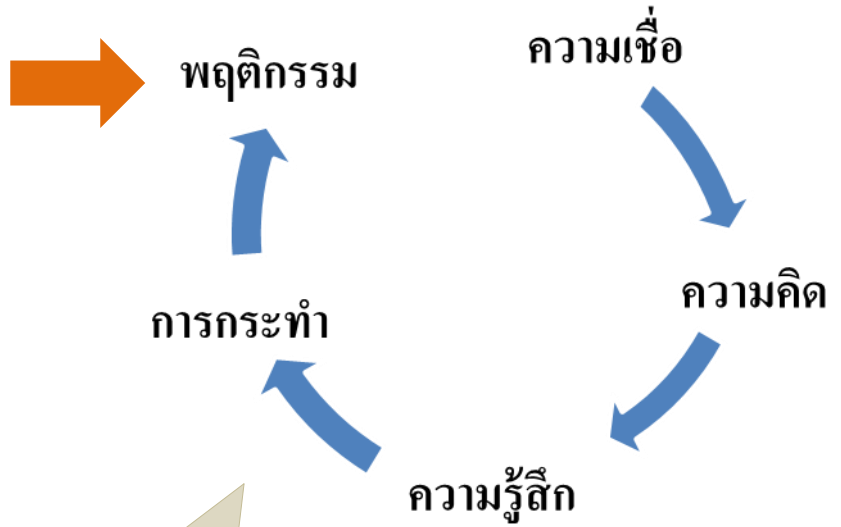 ความเชื่อ
พฤติกรรม
ความคิด
การกระทำ
ความรู้สึก